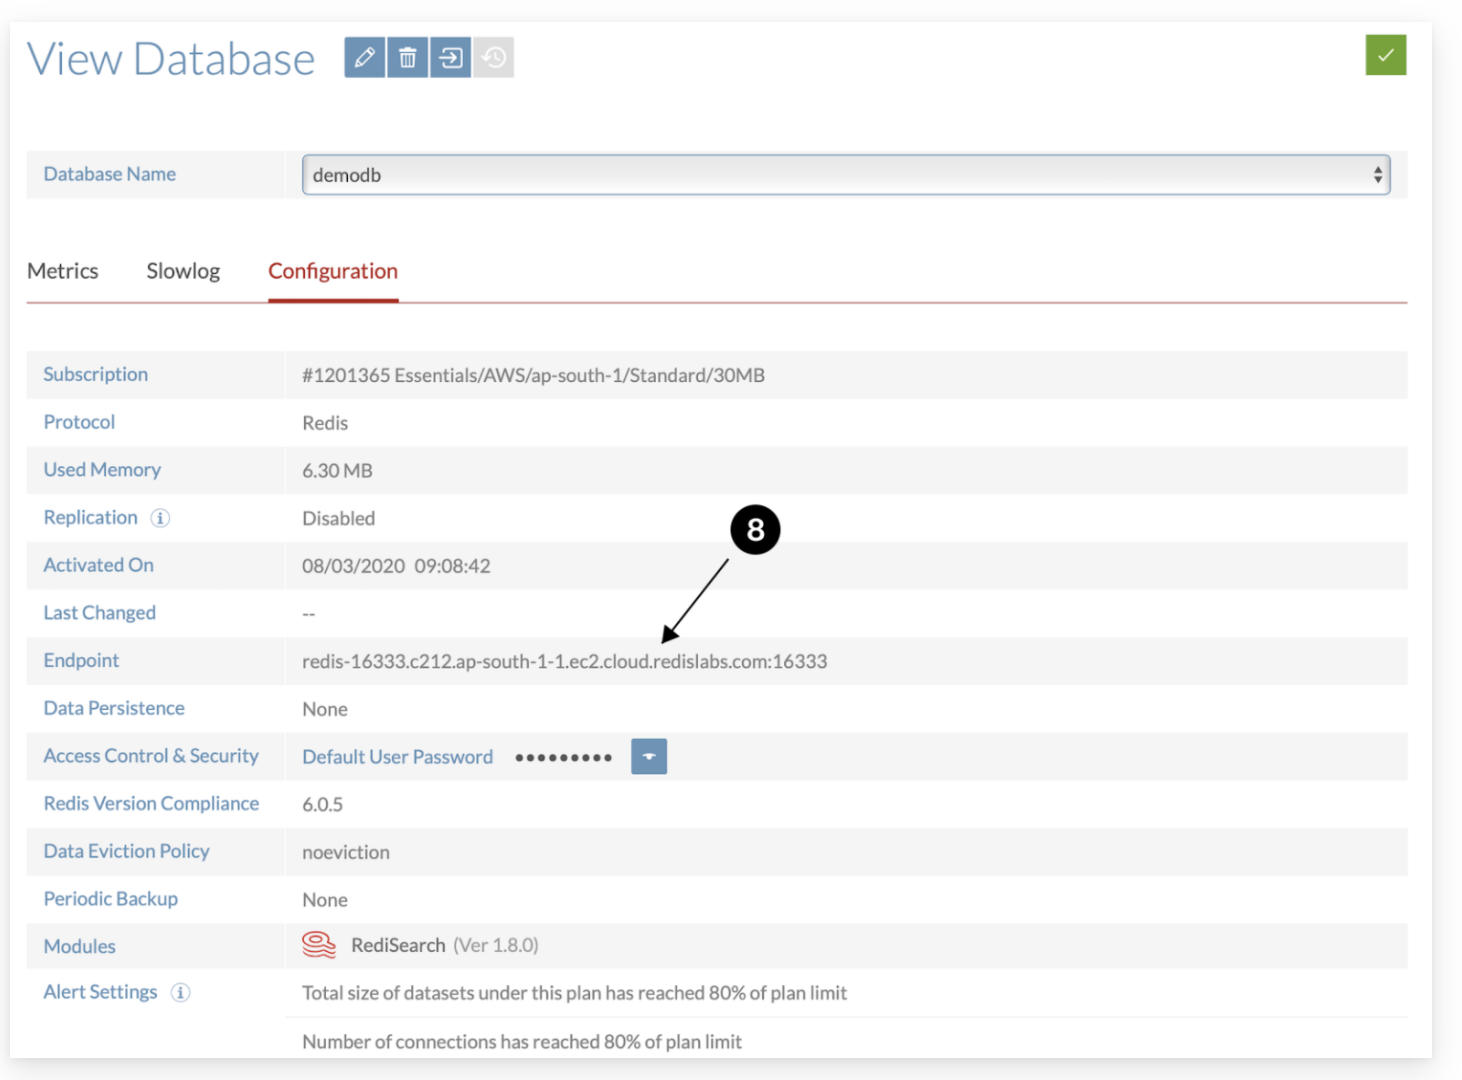 View Database
Database Name demodb
Metrics Slowlog Configuration
Subscription #1201365 Essentials/AWS/ap-south-1/Standard/30MB
Protocol Redis
Used Memory 6.30 MB
Replication i Disabled
8
Activated On 08/03/2020 09:08:42
Last Changed --
Endpoint redis-16333.c212.ap-south-1-1.ec2.cloud.redislabs.com:16333
Data Persistence None
Access Control & Security Default User Password •••••••••
Redis Version Compliance 6.0.5
Data Eviction Policy noeviction
Periodic Backup None
Modules RediSearch (Ver 1.8.0)
Alert Settings i Total size of datasets under this plan has reached 80% of plan limit
Number of connections has reached 80% of plan limit